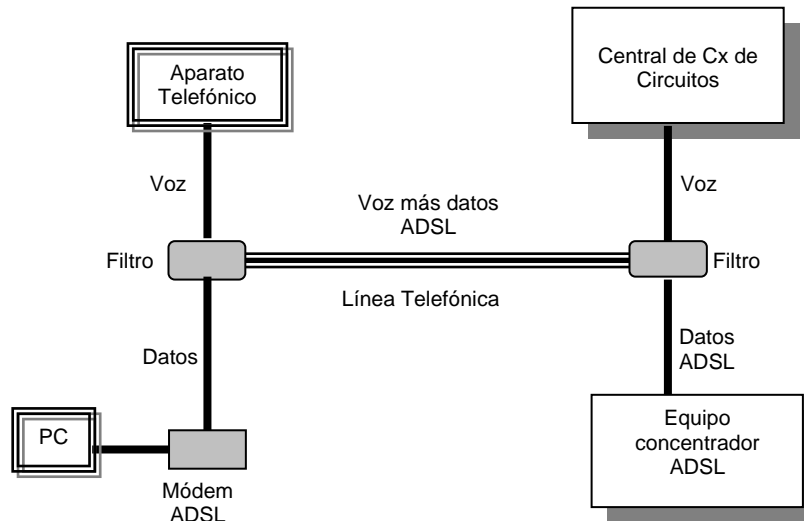 Aparato
Telefónico
Central de Cx de
Circuitos
Voz
Voz
Voz más datos
ADSL
Filtro
Filtro
Línea Telefónica
Datos
Datos
ADSL
PC
Equipo
concentrador
ADSL
Módem
ADSL